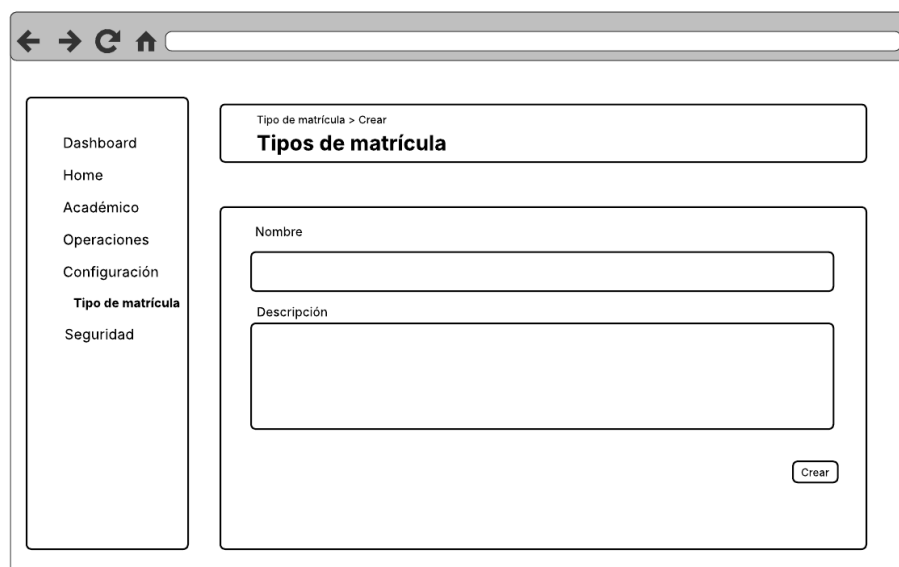 Dashboard
Home
Académico
Operaciones
Configuración
Tipo de matrícula
Seguridad
Tipo de matrícula > Crear
Tipos de matrícula
Nombre
Descripción
Crear